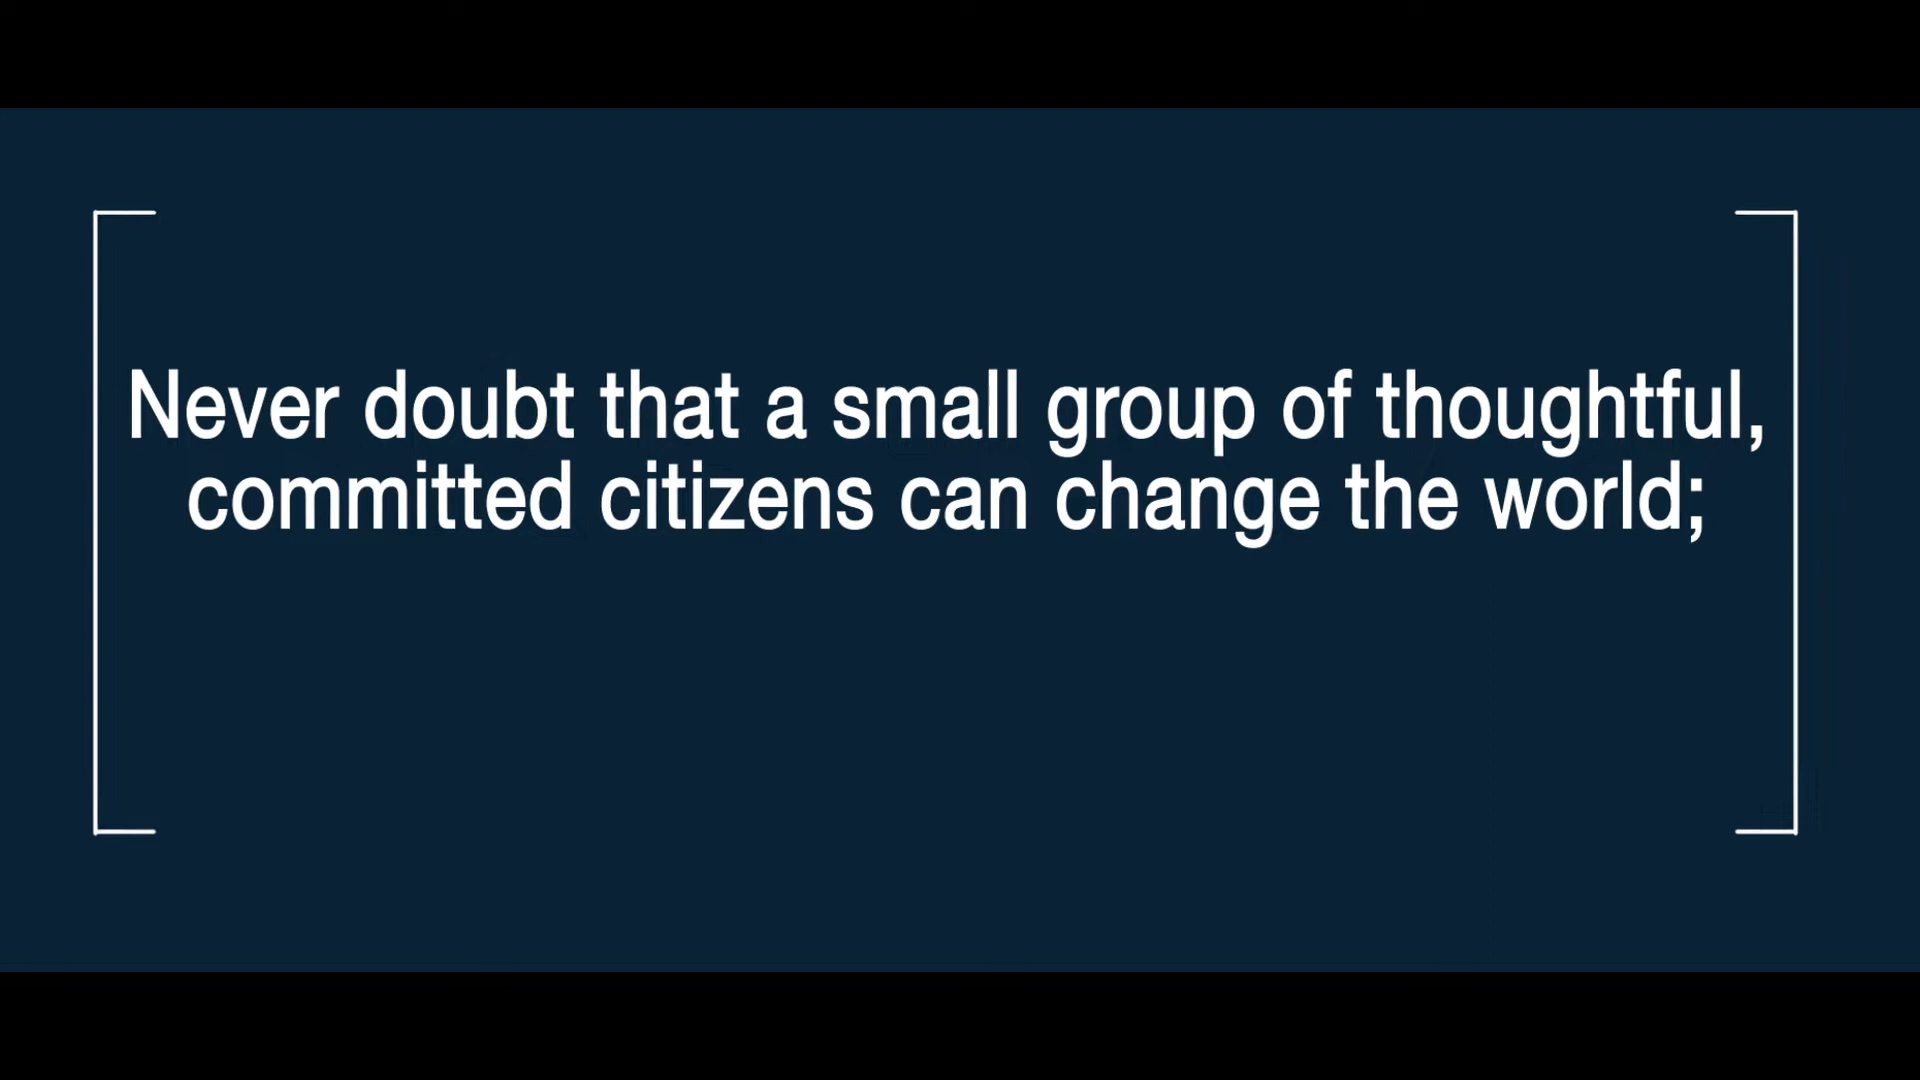 Never doubt that a small group of thoughtful,
committed citizens can change the world;